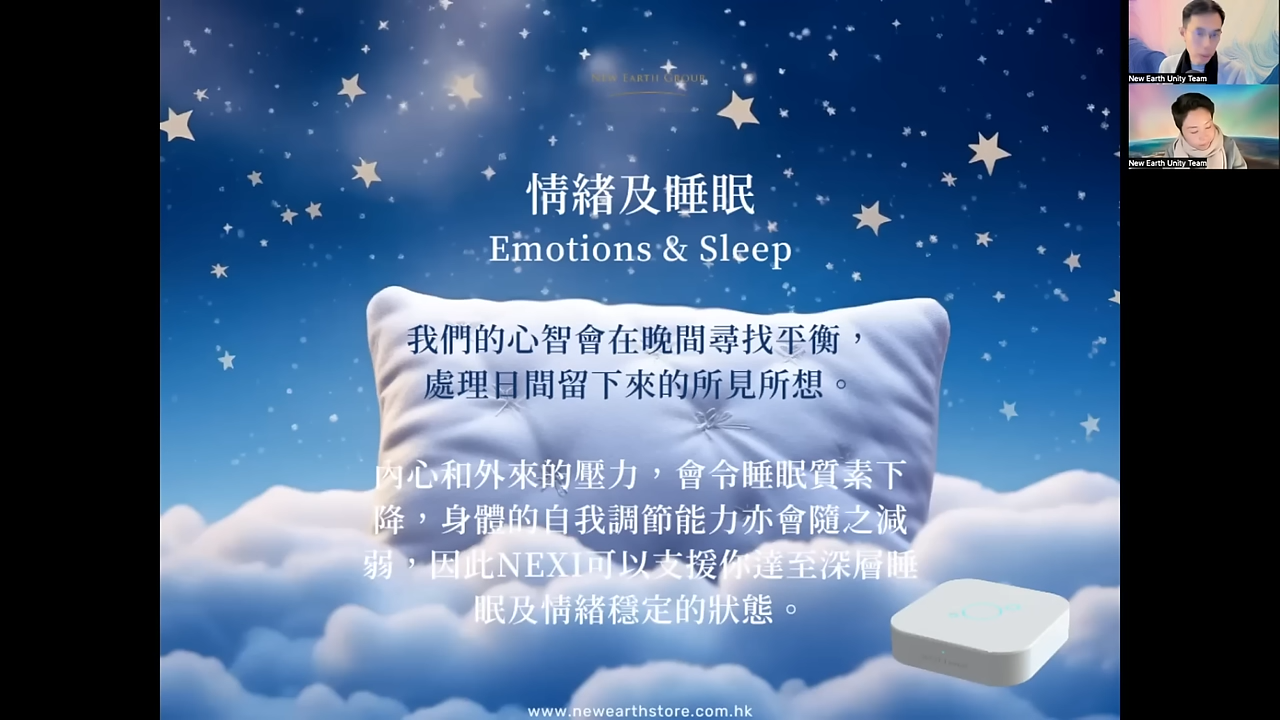 NEW EARTH GROUP
情緒及睡眠
Emotions & Sleep
我們的心智會在晚間尋找平衡，
處理日間留下來的所見所想。
內心和外來的壓力，會令睡眠質素下
降，身體的自我調節能力亦會隨之減
弱，因此NEXI可以支援你達至深層睡
眠及情緒穩定的狀態。
www.newearthstore.com.hk
New Earth Unity Team
New Earth Unity Team